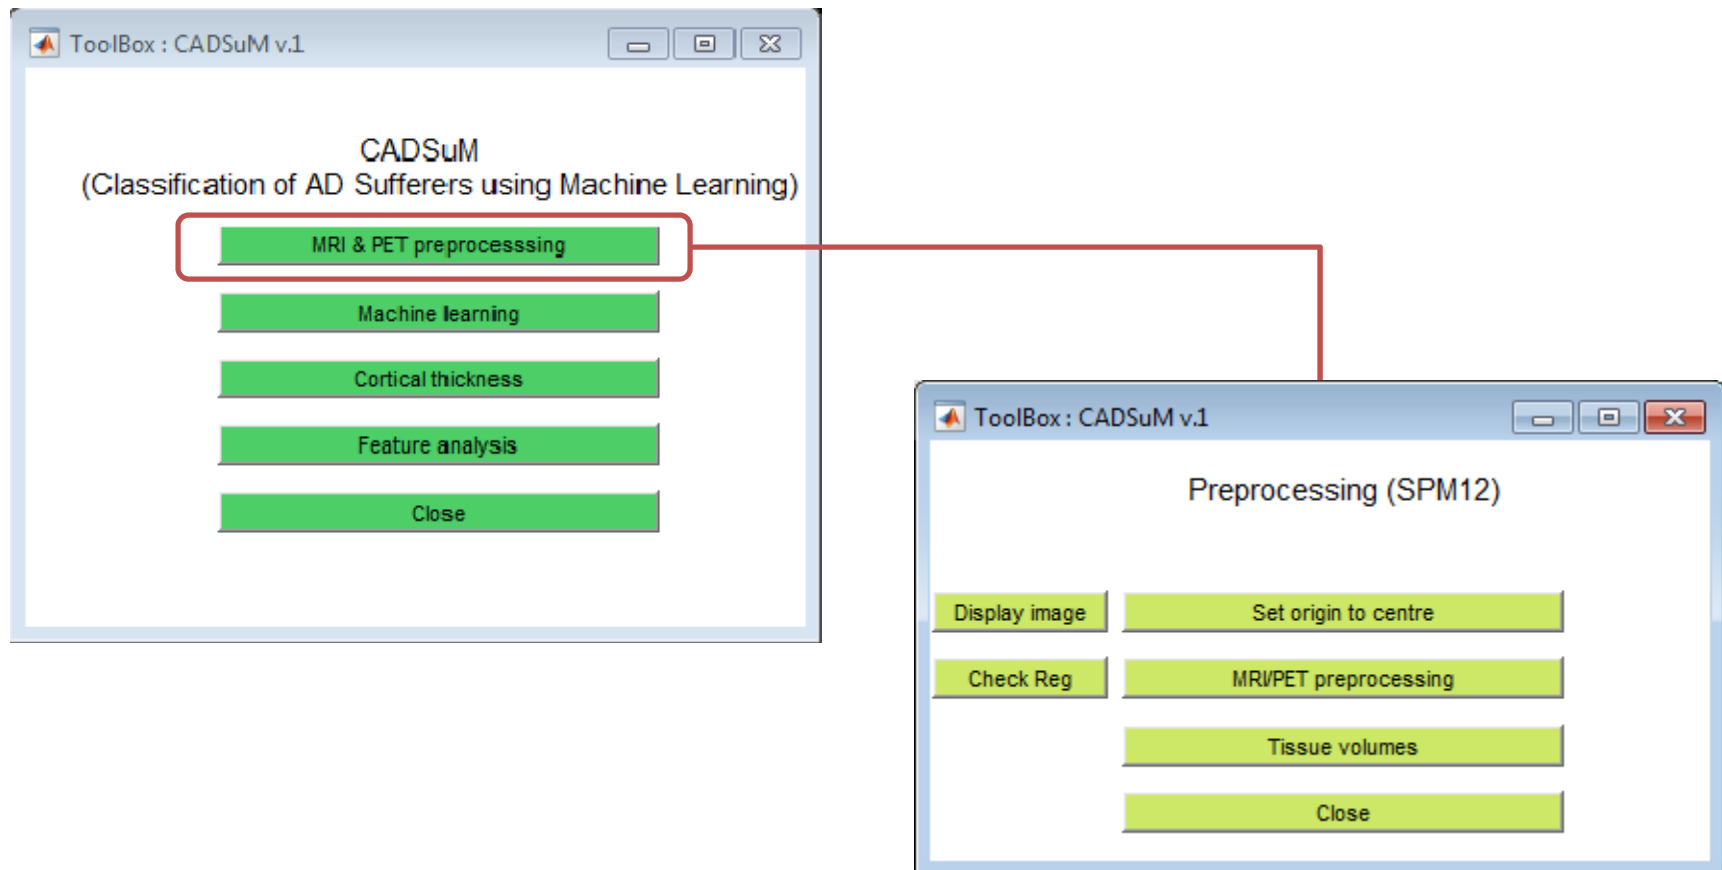 ToolBox : CADSuM v.1
CADSuM
(Classification of AD Sufferers using Machine Learning)
MRI & PET preprocesssing
Machine learning
Cortical thickness
Feature analysis
Close
ToolBox : CADSuM v.1
Preprocessing (SPM12)
Display image
Set origin to centre
Check Reg
MRI/PET preprocessing
Tissue volumes
Close